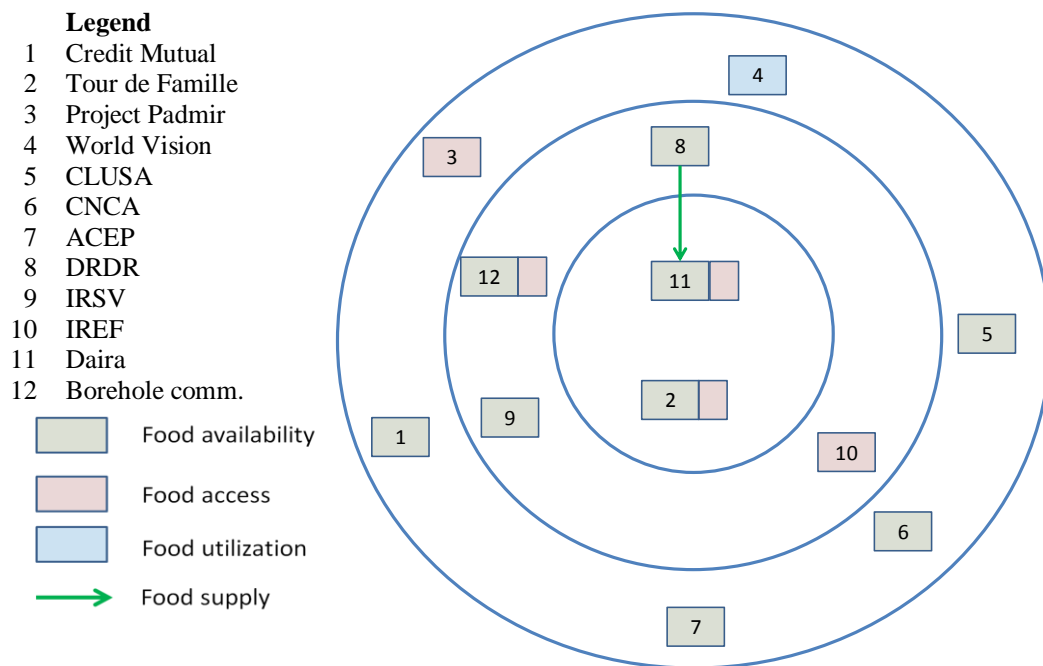 Legend
1 Credit Mutual
2 Tour de Famille
3 Project Padmir
4 World Vision
5 CLUSA
6 CNCA
7 ACEP
8 DRDR
9 IRSV
10 IREF
11 Daira
12 Borehole comm.
Food availability
Food access
Food utilization
Food supply
4
8
3
12
11
5
2
9
1
10
6
7